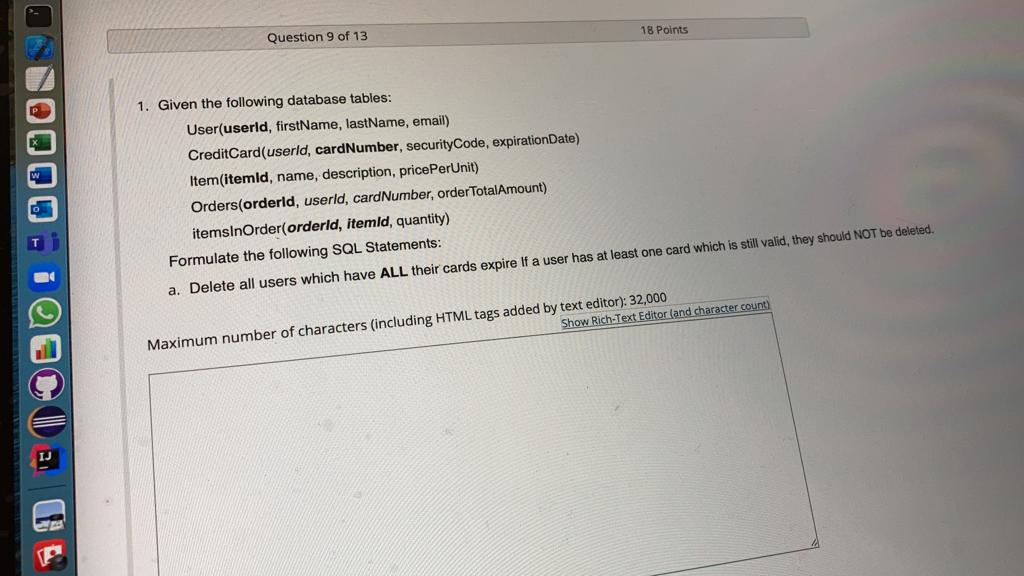 Question 9 of 13
18 Points
1. Given the following database tables:
User(userId, firstName, lastName, email)
CreditCard(userId, cardNumber, securityCode, expirationDate)
Item(itemId, name, description, pricePerUnit)
Orders(orderId, userId, cardNumber, orderTotalAmount)
itemsInOrder(orderId, itemId, quantity)
Formulate the following SQL Statements:
a. Delete all users which have ALL their cards expire If a user has at least one card which is still valid, they should NOT be deleted.
Maximum number of characters (including HTML tags added by text editor): 32,000
Show Rich-Text Editor (and character count)
P
X
W
O
T
IJ